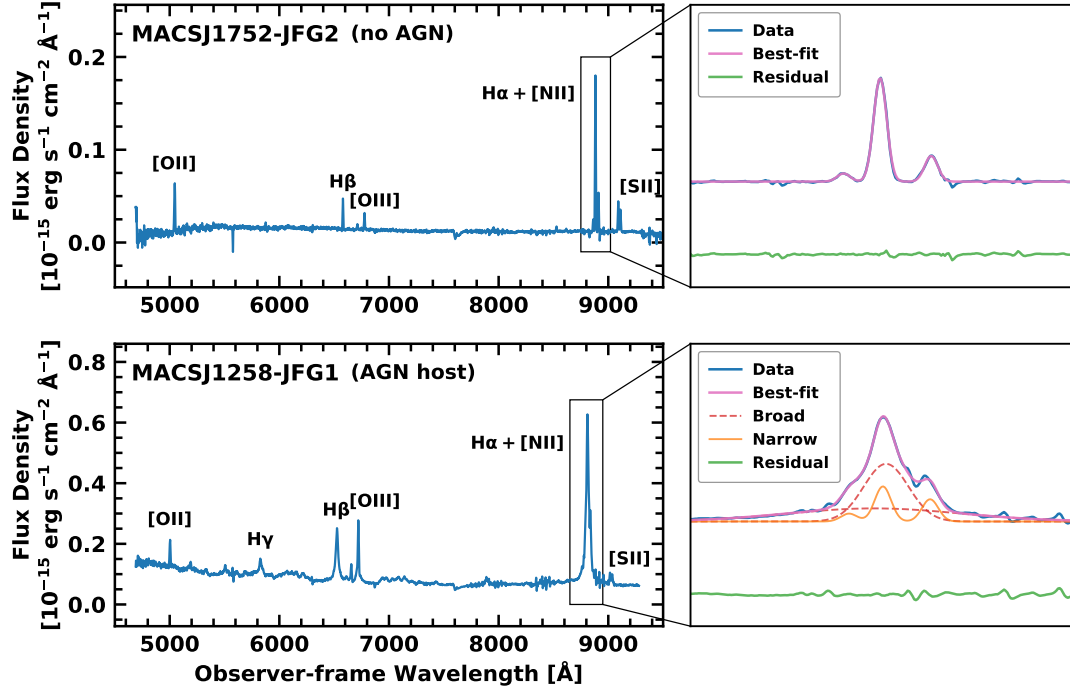 MACSJ1752-JFG2 (no AGN)
Flux Density
[10⁻¹⁵ erg s⁻¹ cm⁻² Å⁻¹]
0.2
0.1
0.0
[OII]
Hβ
[OIII]
Hα + [NII]
[SII]
5000 6000 7000 8000 9000
Data
Best-fit
Residual
MACSJ1258-JFG1 (AGN host)
Flux Density
[10⁻¹⁵ erg s⁻¹ cm⁻² Å⁻¹]
0.8
0.6
0.4
0.2
0.0
[OII]
Hγ
Hβ
[OIII]
Hα + [NII]
[SII]
5000 6000 7000 8000 9000
Observer-frame Wavelength [Å]
Data
Best-fit
Broad
Narrow
Residual